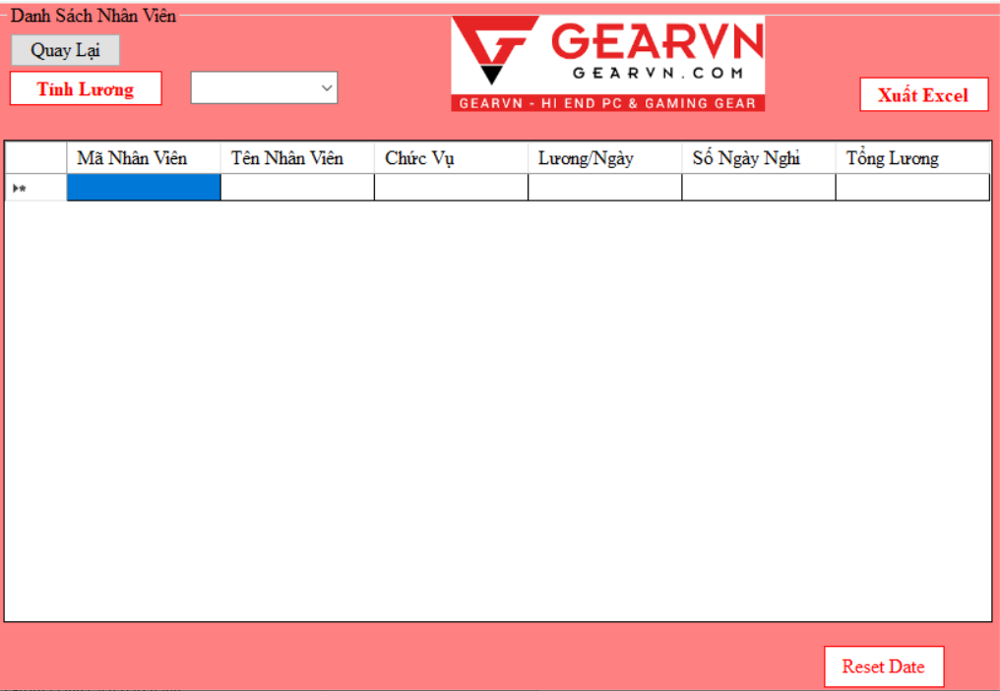 Danh Sách Nhân Viên
Quay Lại
Tính Lương
GEARVN
GEARVN.COM
GEARVN - HI END PC & GAMING GEAR
Xuất Excel
Mã Nhân Viên Tên Nhân Viên Chức Vụ Lương/Ngày Số Ngày Nghỉ Tổng Lương
Reset Date